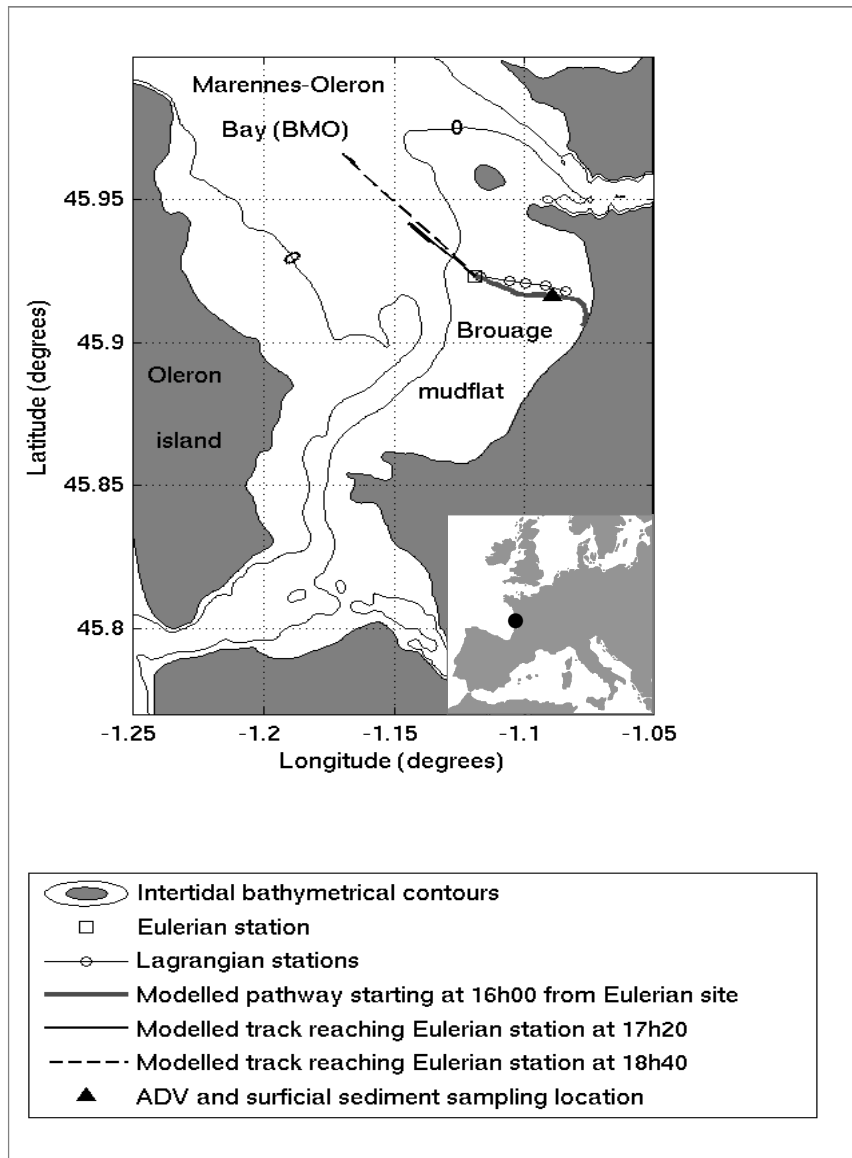 Marennes-Oleron
Bay (BMO)
0
0
45.95
45.9
45.85
45.8
Latitude (degrees)
Brouage
mudflat
Oleron
island
-1.25
-1.2
-1.15
-1.1
-1.05
Longitude (degrees)
Intertidal bathymetrical contours
Eulerian station
Lagrangian stations
Modelled pathway starting at 16h00 from Eulerian site
Modelled track reaching Eulerian station at 17h20
Modelled track reaching Eulerian station at 18h40
ADV and surficial sediment sampling location